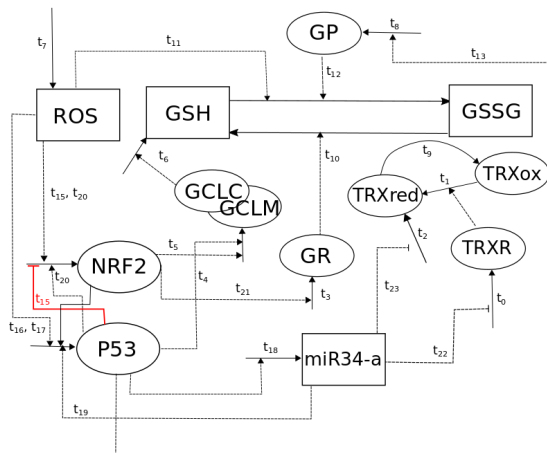 GP
t8
t7
t11
t12
t13
ROS
GSH
GSSG
t6
t10
t9
t1
TRXox
GCLC
GCLM
TRXred
t15, t20
t5
t4
t2
TRXR
GR
NRF2
t20
t21
t3
t23
t0
t15
t16, t17
P53
t18
miR34-a
t22
t19